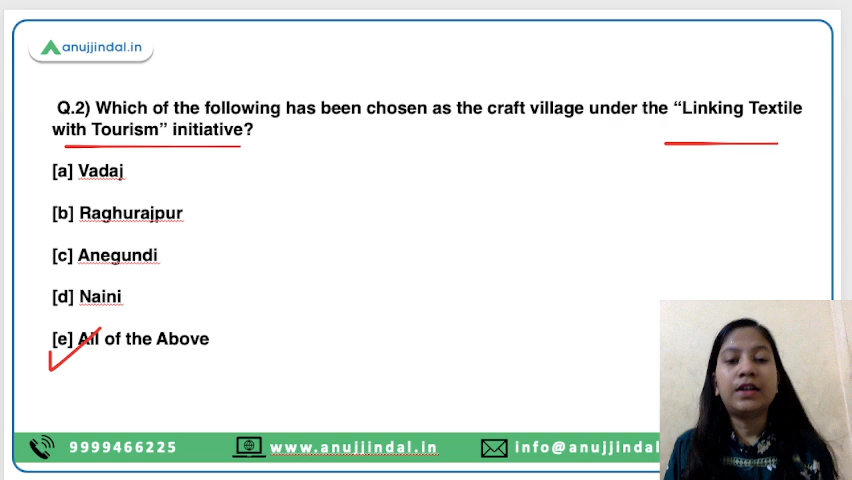 anujjindal.in
Q.2) Which of the following has been chosen as the craft village under the “Linking Textile
with Tourism” initiative?
[a] Vadaj
[b] Raghurajpur
[c] Anegundi
[d] Naini
[e] All of the Above
9999466225
www.anujjindal.in
info@anujjindal